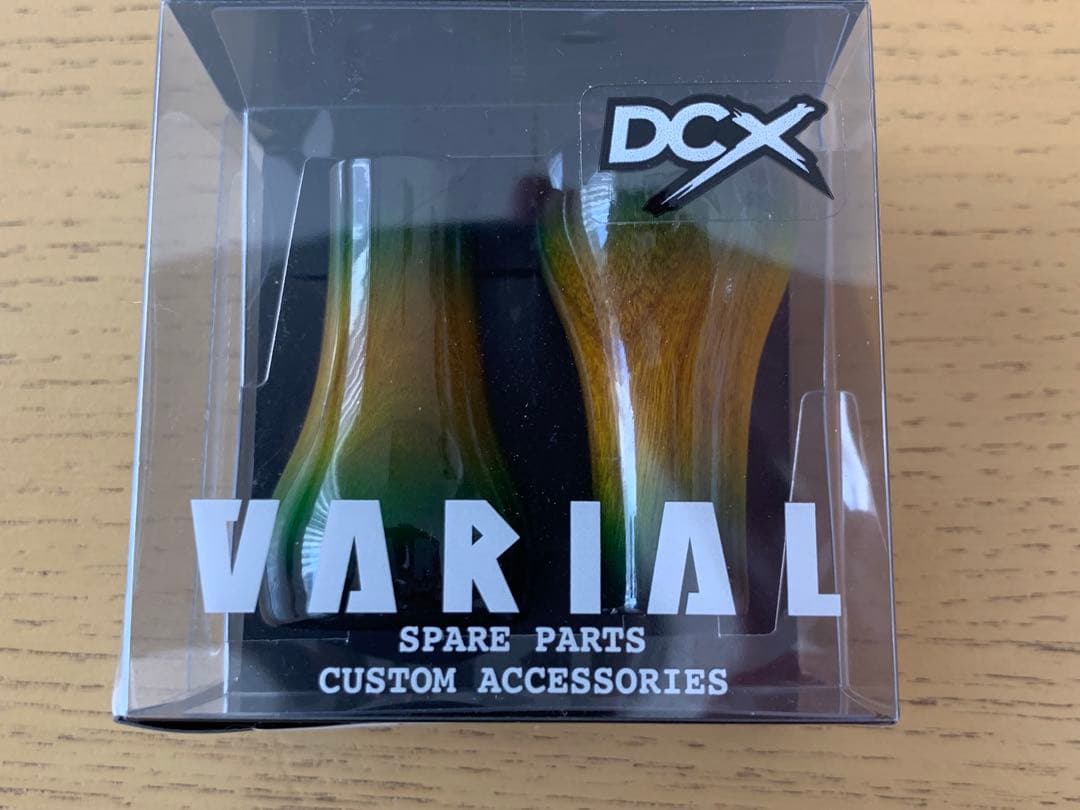 DCX
VARIAL
SPARE PARTS
CUSTOM ACCESSORIES